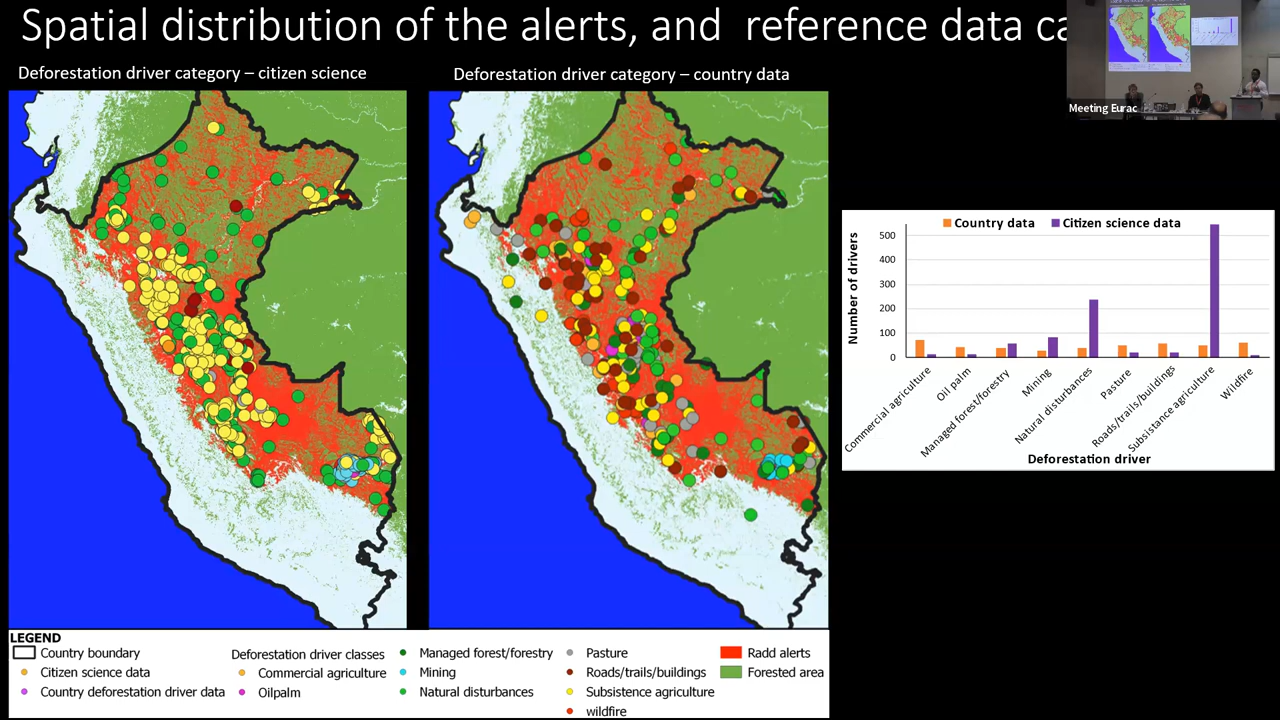 Spatial distribution of the alerts, and reference data
Meeting Eurac
Deforestation driver category – citizen science
Deforestation driver category – country data
Country data
Citizen science data
500
400
300
200
100
0
Number of drivers
Commercial agriculture
Oil palm
Managed forest/forestry
Mining
Natural disturbances
Pasture
Roads/trails/buildings
Subsistence agriculture
Wildfire
Deforestation driver
LEGEND
Country boundary
Citizen science data
Country deforestation driver data
Deforestation driver classes
Commercial agriculture
Oilpalm
Managed forest/forestry
Mining
Natural disturbances
Pasture
Roads/trails/buildings
Subsistence agriculture
wildfire
Radd alerts
Forested area